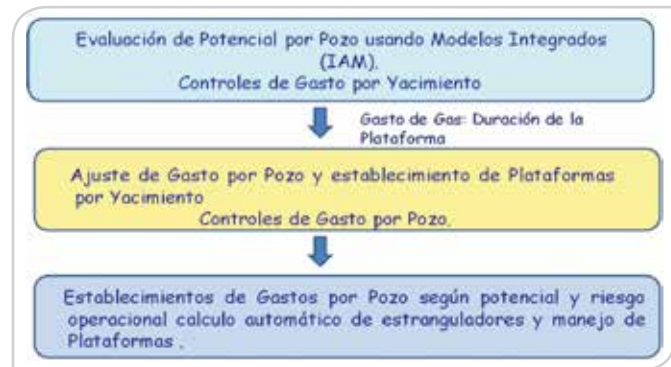 Evaluación de Potencial por Pozo usando Modelos Integrados
(IAM),
Controles de Gasto por Yacimiento
Gasto de Gas: Duración de la
Plataforma
Ajuste de Gasto por Pozo y establecimiento de Plataformas
por Yacimiento
Controles de Gasto por Pozo,
Establecimientos de Gastos por Pozo según potencial y riesgo
operacional calculo automático de estranguladores y manejo de
Plataformas .